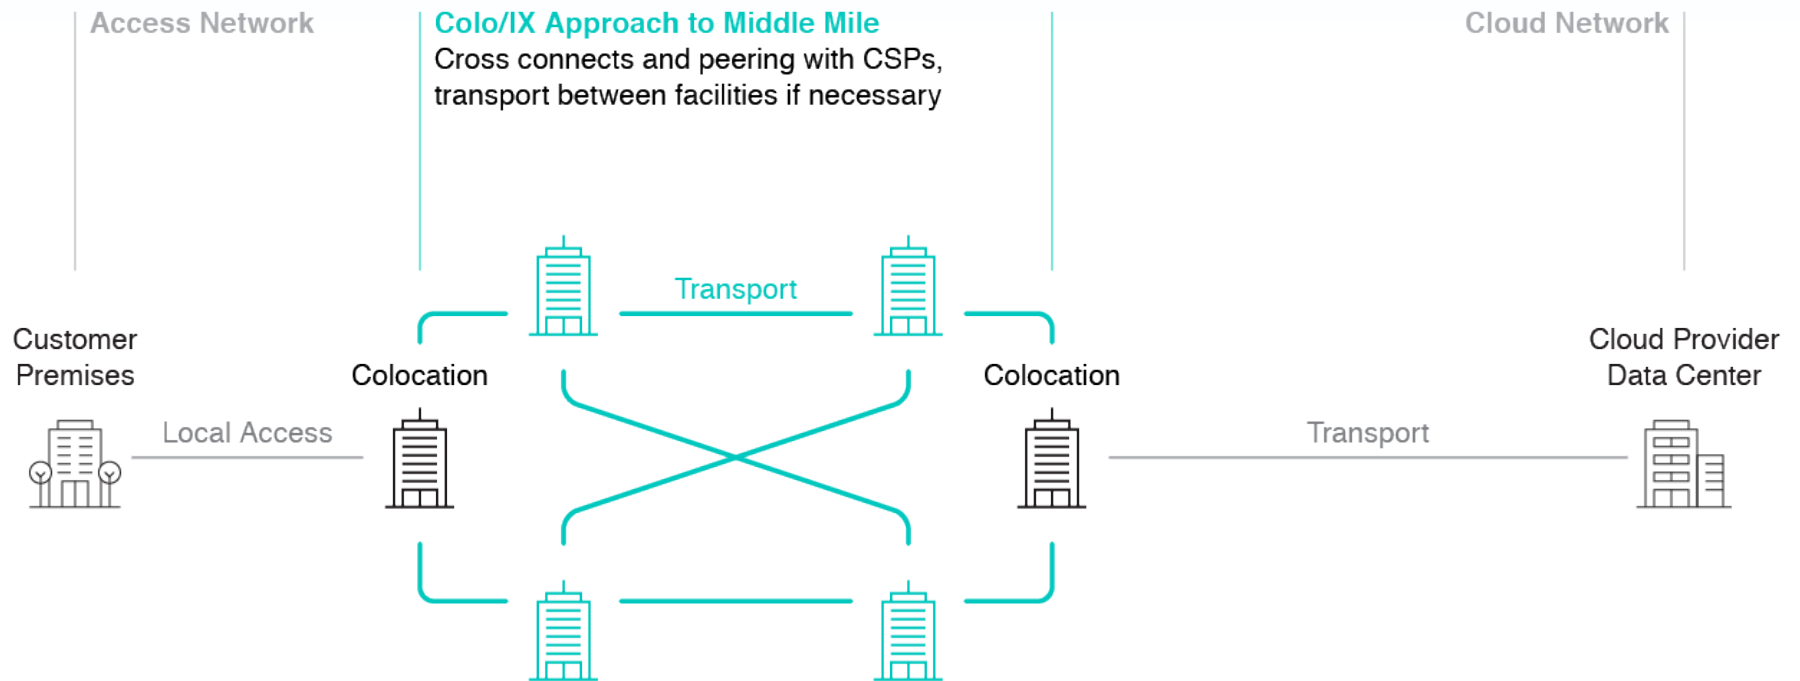 Access Network
Colo/IX Approach to Middle Mile
Cross connects and peering with CSPs,
transport between facilities if necessary
Cloud Network
Transport
Customer
Premises
Colocation
Colocation
Cloud Provider
Data Center
Local Access
Transport